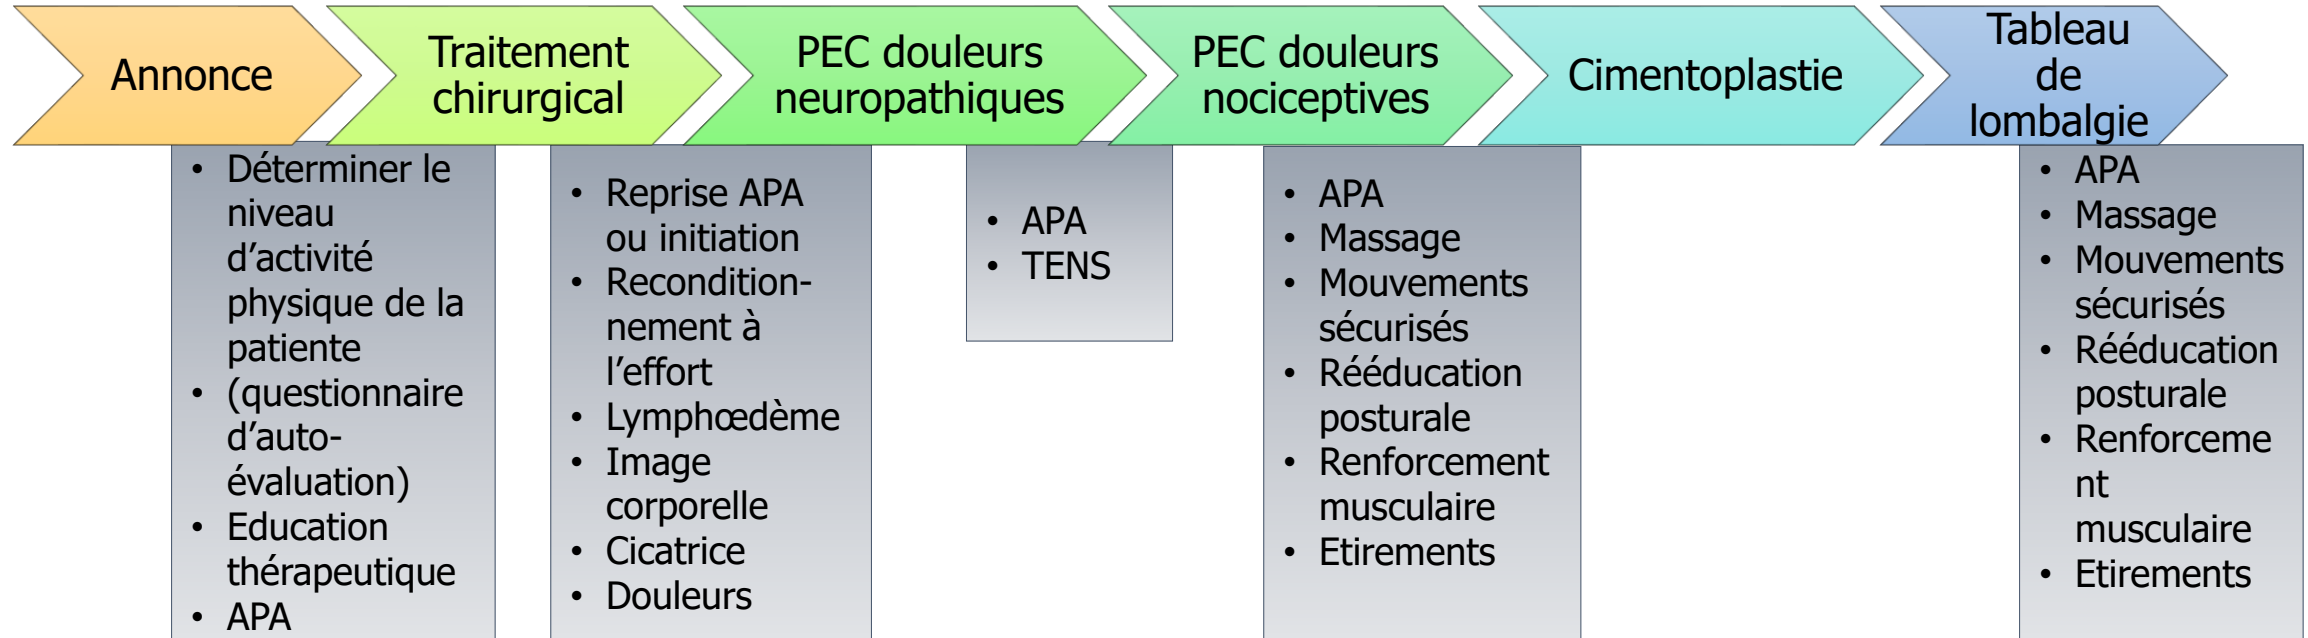 Annonce
Traitement
chirurgical
PEC douleurs
neuropathiques
PEC douleurs
nociceptives
Cimentoplastie
Tableau
de
lombalgie
• Déterminer le
niveau
d’activité
physique de la
patiente
• (questionnaire
d’auto-
évaluation)
• Education
thérapeutique
• APA
• Reprise APA
ou initiation
• Recondition-
nement à
l’effort
• Lymphœdème
• Image
corporelle
• Cicatrice
• Douleurs
• APA
• TENS
• APA
• Massage
• Mouvements
sécurisés
• Rééducation
posturale
• Renforcement
musculaire
• Etirements
• APA
• Massage
• Mouvements
sécurisés
• Rééducation
posturale
• Renforceme
nt
musculaire
• Etirements